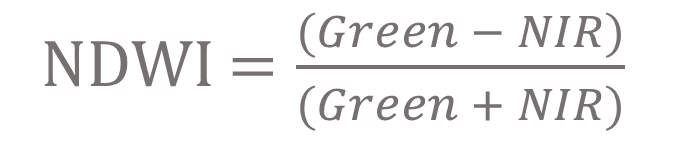 NDWI = (Green − NIR)
(Green + NIR)